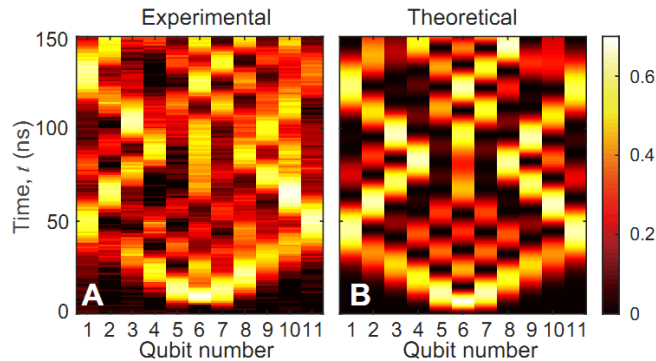 Experimental
Theoretical
Time, t (ns)
150
100
50
0
A
B
1 2 3 4 5 6 7 8 9 10 11
Qubit number
1 2 3 4 5 6 7 8 9 10 11
Qubit number
0.6
0.4
0.2
0